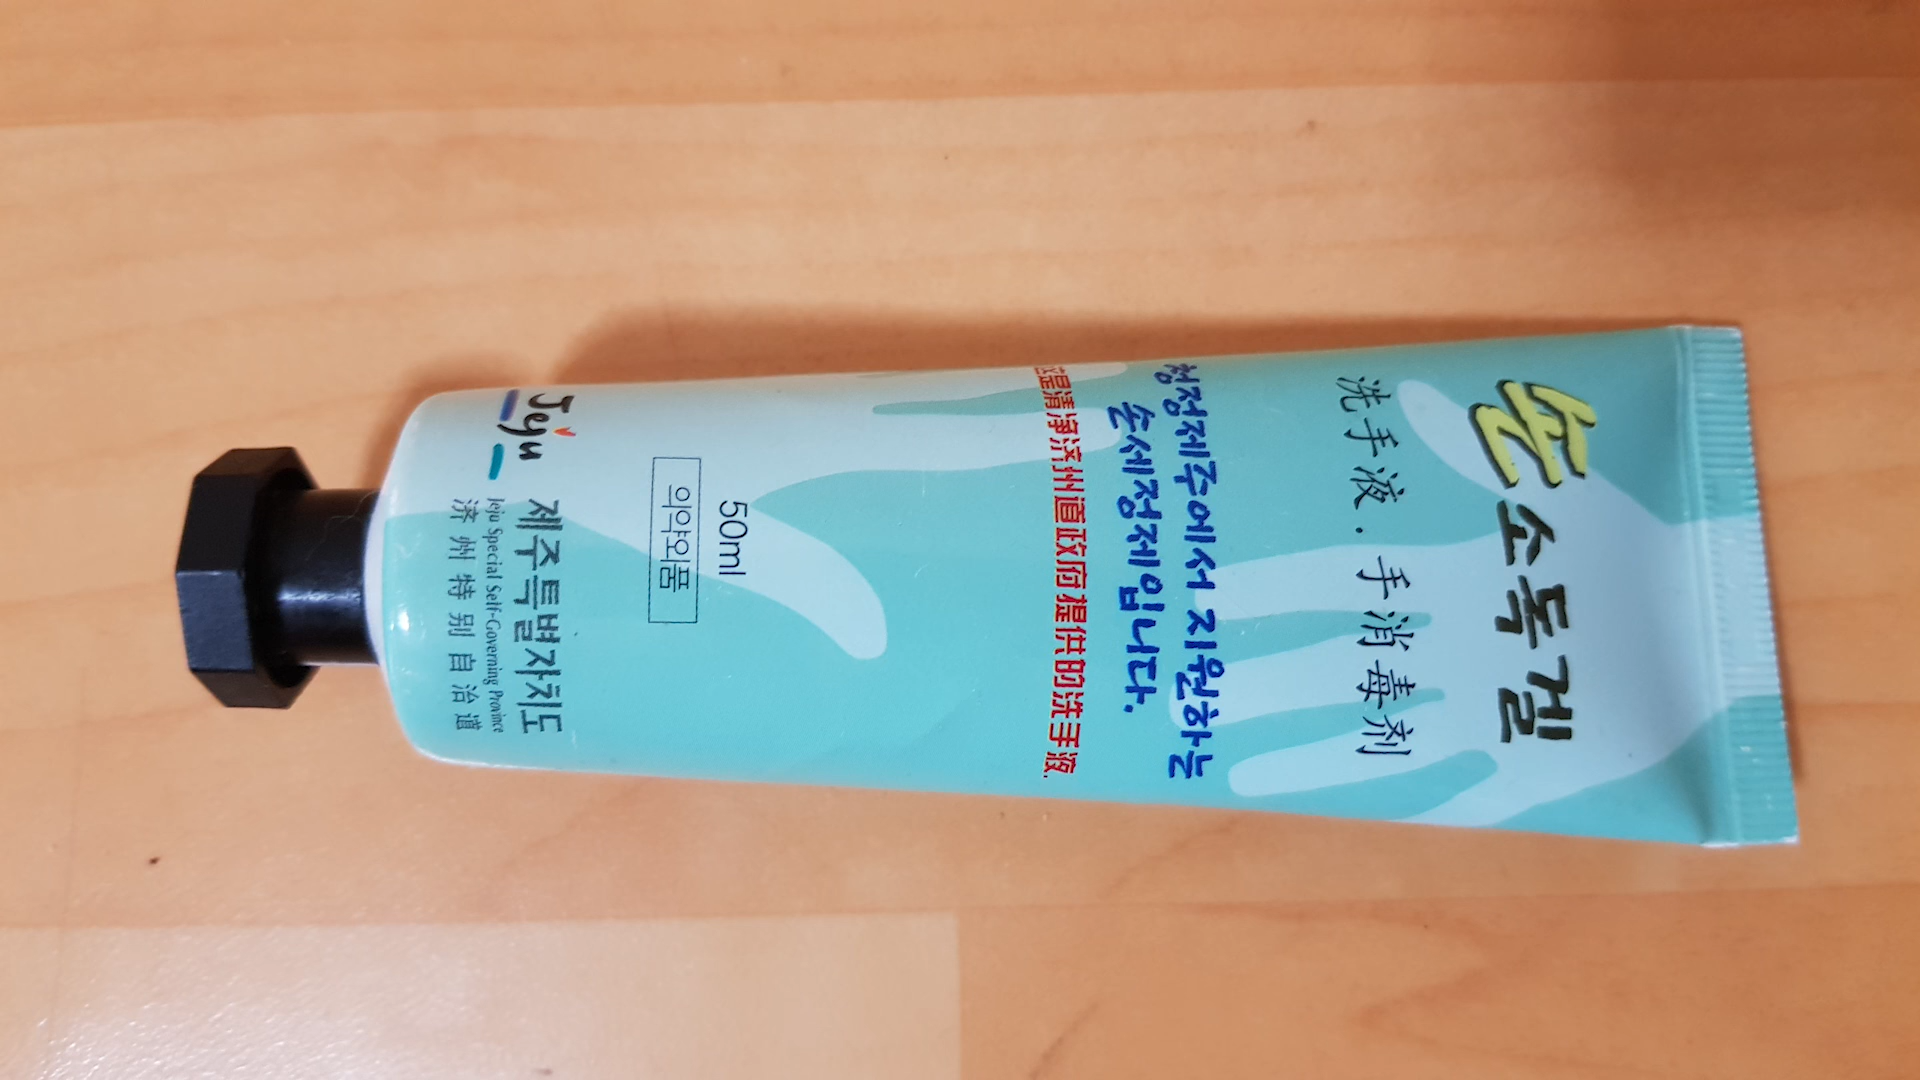 손소독겔
洗手液.手消毒剂
청정제주에서 지원하는
손세정제입니다.
这是清净济州道政府提供的洗手液.
50ml
의약외품
Jeju
제주특별자치도
Jeju Special Self-Governing Province
济州特别自治道